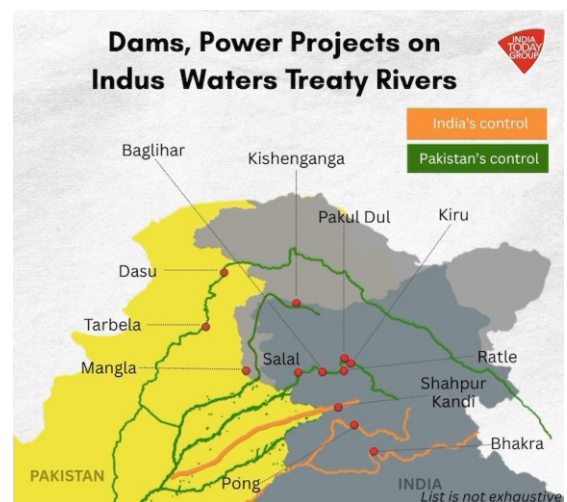 Dams, Power Projects on
Indus Waters Treaty Rivers
INDIA
TODAY
GROUP
India's control
Pakistan's control
Baglihar
Kishenganga
Pakul Dul
Kiru
Dasu
Tarbela
Mangla
Salal
Ratle
Shahpur
Kandi
Bhakra
Pong
PAKISTAN
INDIA
List is not exhaustive